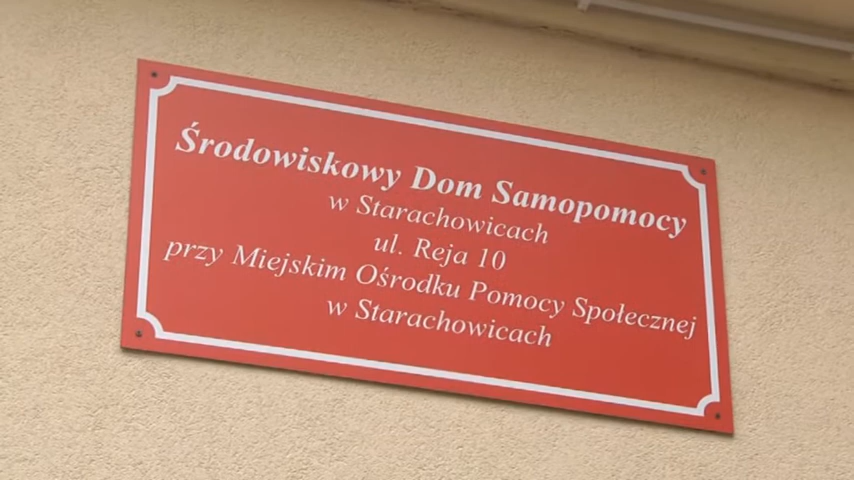 Środowiskowy Dom Samopomocy
w Starachowicach
ul. Reja 10
przy Miejskim Ośrodku Pomocy Społecznej
w Starachowicach